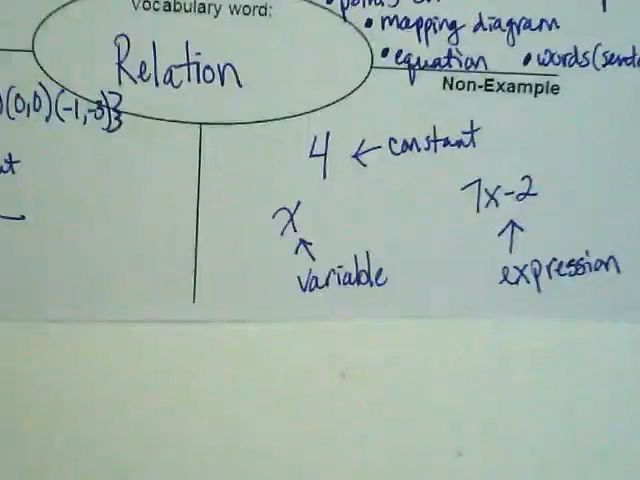 Vocabulary word:
Relation
• mapping diagram
• equation • words
Non-Example
(0,0)(-1,-3)}
4 ← constant
x
↑
variable
7x-2
↑
expression